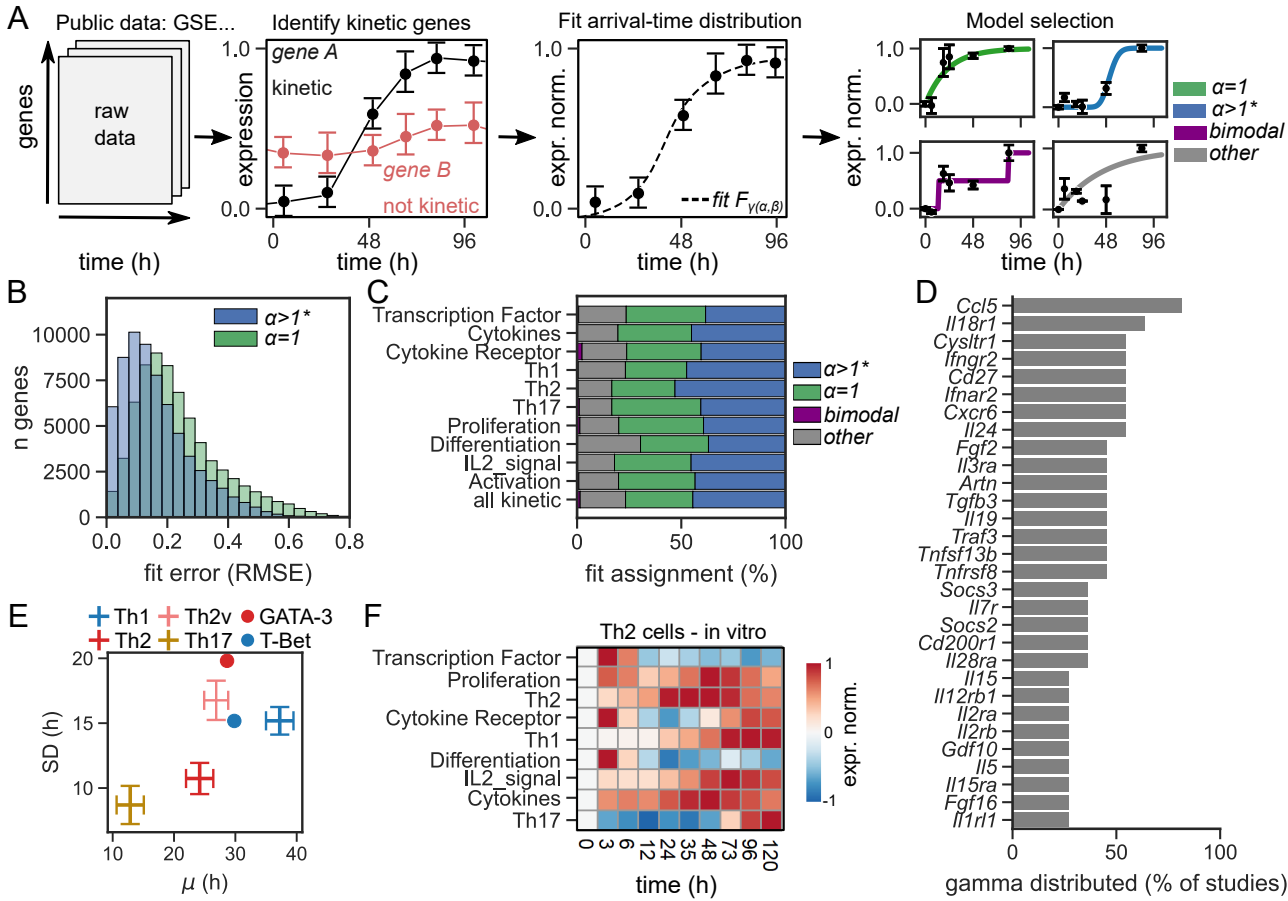 A
Public data: GSE...
genes
raw
data
time (h)
Identify kinetic genes
expression
1.0
0.0
gene A
kinetic
gene B
not kinetic
48
96
time (h)
Fit arrival-time distribution
expr. norm.
1.0
0.0
fit Fγ(α,β)
0
48
96
time (h)
Model selection
expr. norm.
1.0
0.0
1.0
0.0
0
48
96
0
48
96
time (h)
α=1
α>1*
bimodal
other
B
n genes
10000
7500
5000
2500
0
α>1*
α=1
0.0
0.2
0.4
0.6
0.8
fit error (RMSE)
C
Transcription Factor
Cytokines
Cytokine Receptor
Th1
Th2
Th17
Proliferation
Differentiation
IL2_signal
Activation
all kinetic
0
50
100
fit assignment (%)
α>1*
α=1
bimodal
other
D
Ccl5
Il18r1
Cysltr1
Ifngr2
Cd27
Ifnar2
Cxcr6
Il24
Fgf2
Il3ra
Artn
Tgfb3
Il19
Traf3
Tnfsf13b
Tnfrsf8
Socs3
Il7r
Socs2
Cd200r1
Il28ra
Il15
Il12rb1
Il2ra
Il2rb
Gdf10
Il5
Il15ra
Fgf16
Il1rl1
0
100
gamma distributed (% of studies)
E
Th1
Th2v
GATA-3
Th2
Th17
T-Bet
SD (h)
20
15
10
10
20
30
40
μ (h)
F
Th2 cells - in vitro
Transcription Factor
Proliferation
Th2
Cytokine Receptor
Th1
Differentiation
IL2_signal
Cytokines
Th17
0
3
6
12
24
35
48
73
96
120
time (h)
1
0
-1
expr. norm.